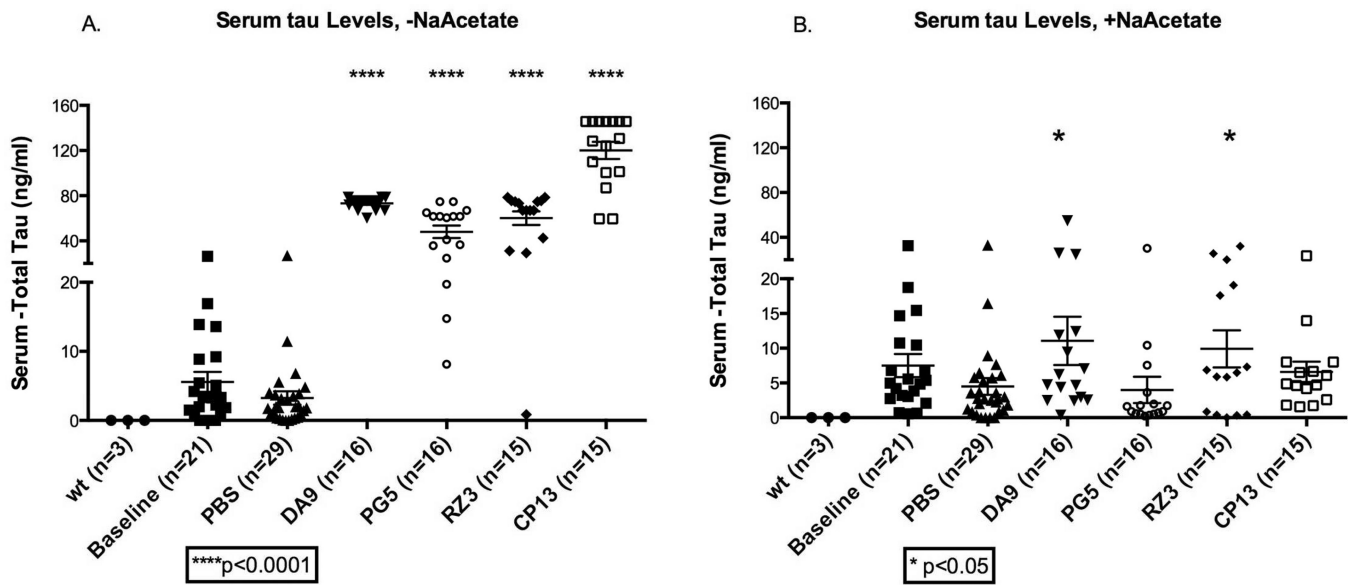 A.
Serum tau Levels, -NaAcetate
**** **** **** ****
Serum -Total Tau (ng/ml)
160
120
80
40
20
10
0
wt (n=3)
Baseline (n=21)
PBS (n=29)
DA9 (n=16)
PG5 (n=16)
RZ3 (n=15)
CP13 (n=15)
****p<0.0001
B.
Serum tau Levels, +NaAcetate
* *
Serum -Total Tau (ng/ml)
160
120
80
40
20
15
10
5
0
wt (n=3)
Baseline (n=21)
PBS (n=29)
DA9 (n=16)
PG5 (n=16)
RZ3 (n=15)
CP13 (n=15)
* p<0.05